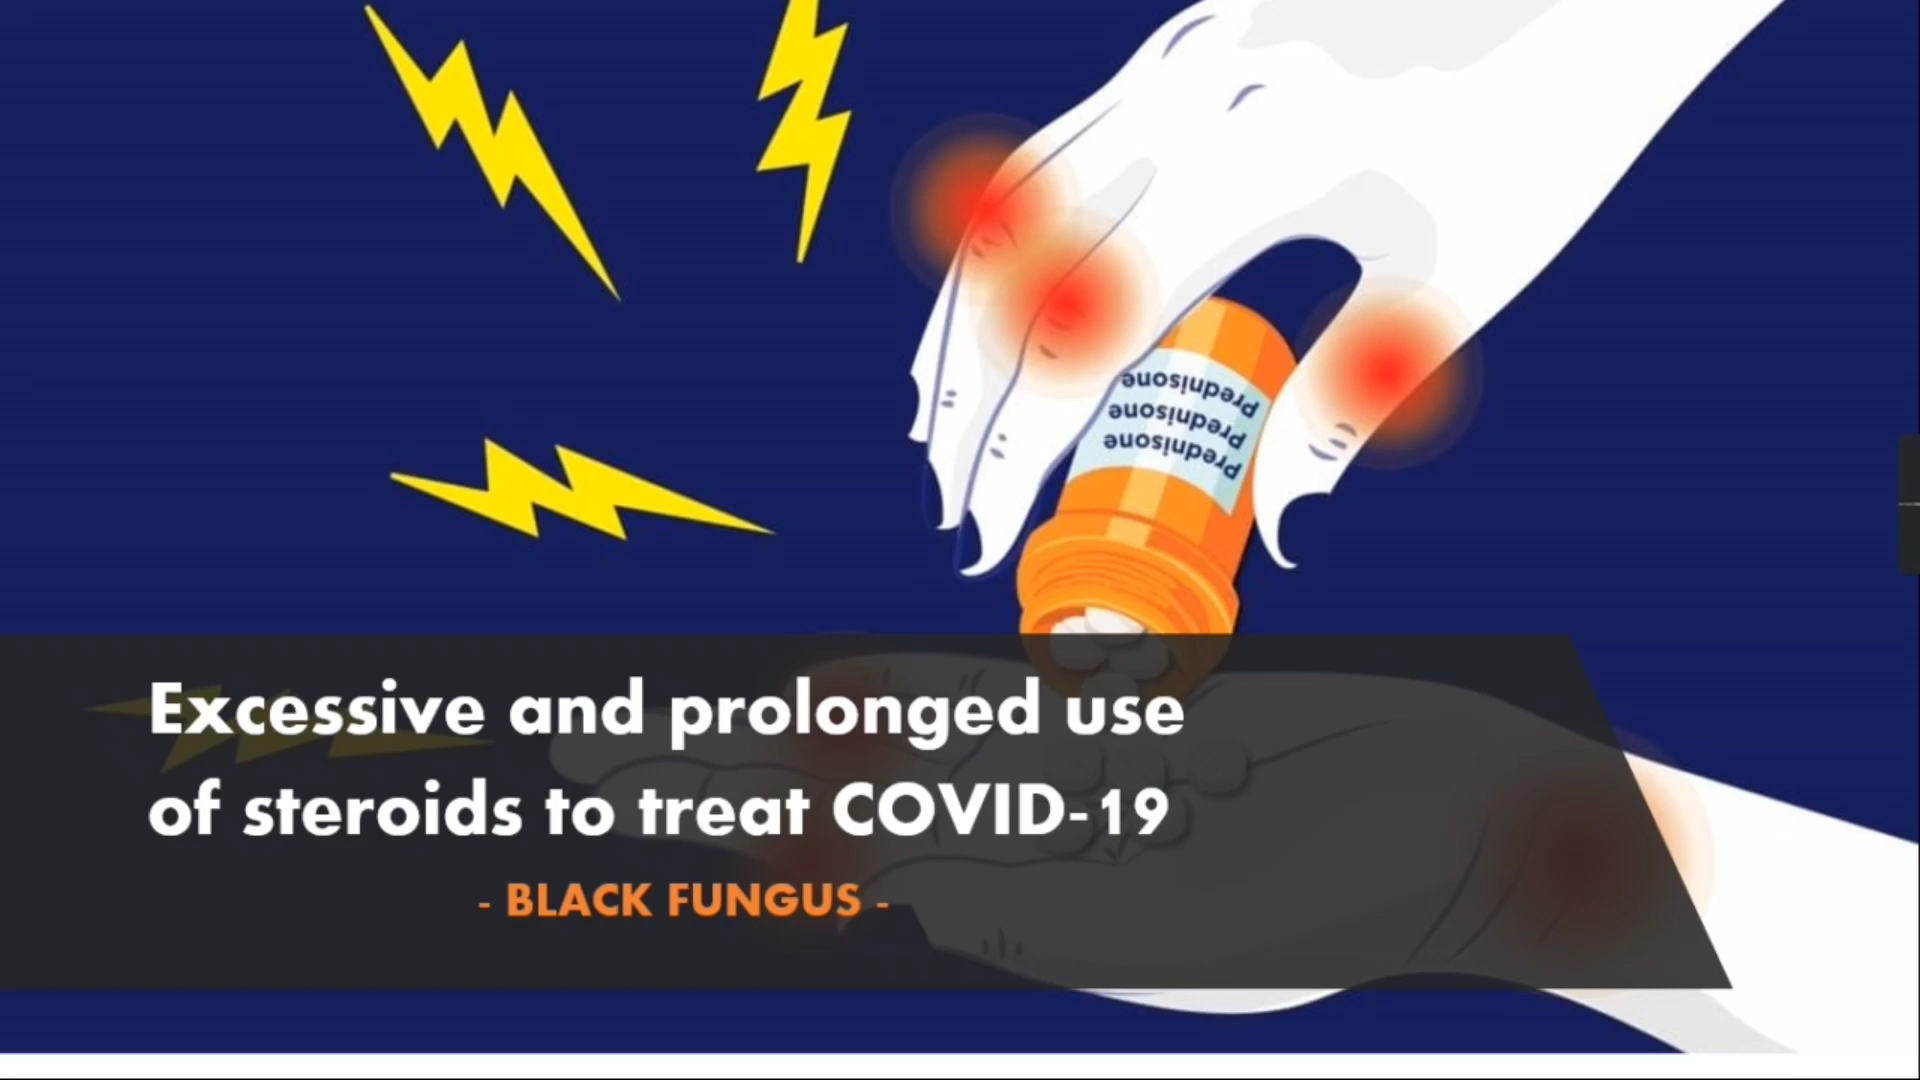 Prednisone
Prednisone
Prednisone
Excessive and prolonged use
of steroids to treat COVID-19
- BLACK FUNGUS -